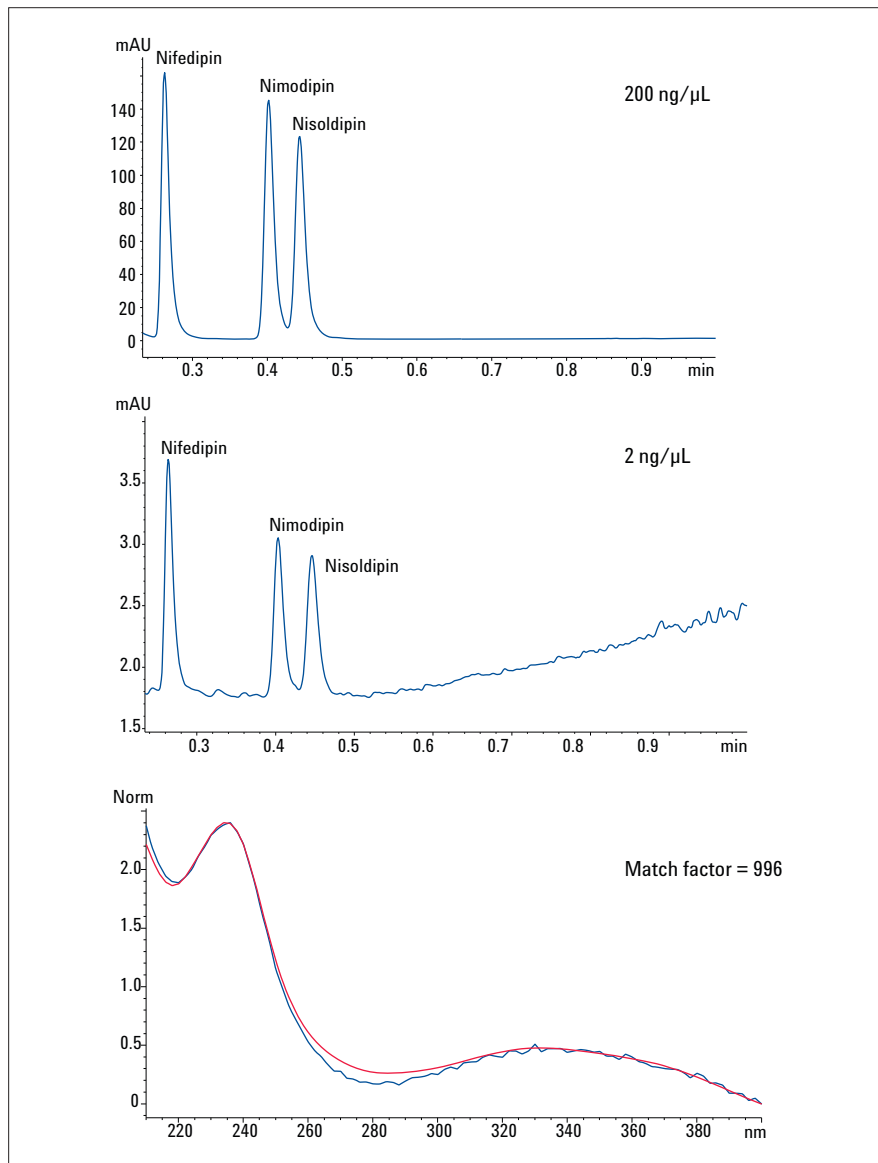 mAU
Nifedipin
Nimodipin
Nisoldipin
200 ng/µL
140
120
100
80
60
40
20
0
0.3 0.4 0.5 0.6 0.7 0.8 0.9 min
mAU
Nifedipin
2 ng/µL
Nimodipin
Nisoldipin
3.5
3.0
2.5
2.0
1.5
0.3 0.4 0.5 0.6 0.7 0.8 0.9 min
Norm
Match factor = 996
2.0
1.5
1.0
0.5
0
220 240 260 280 300 320 340 360 380 nm